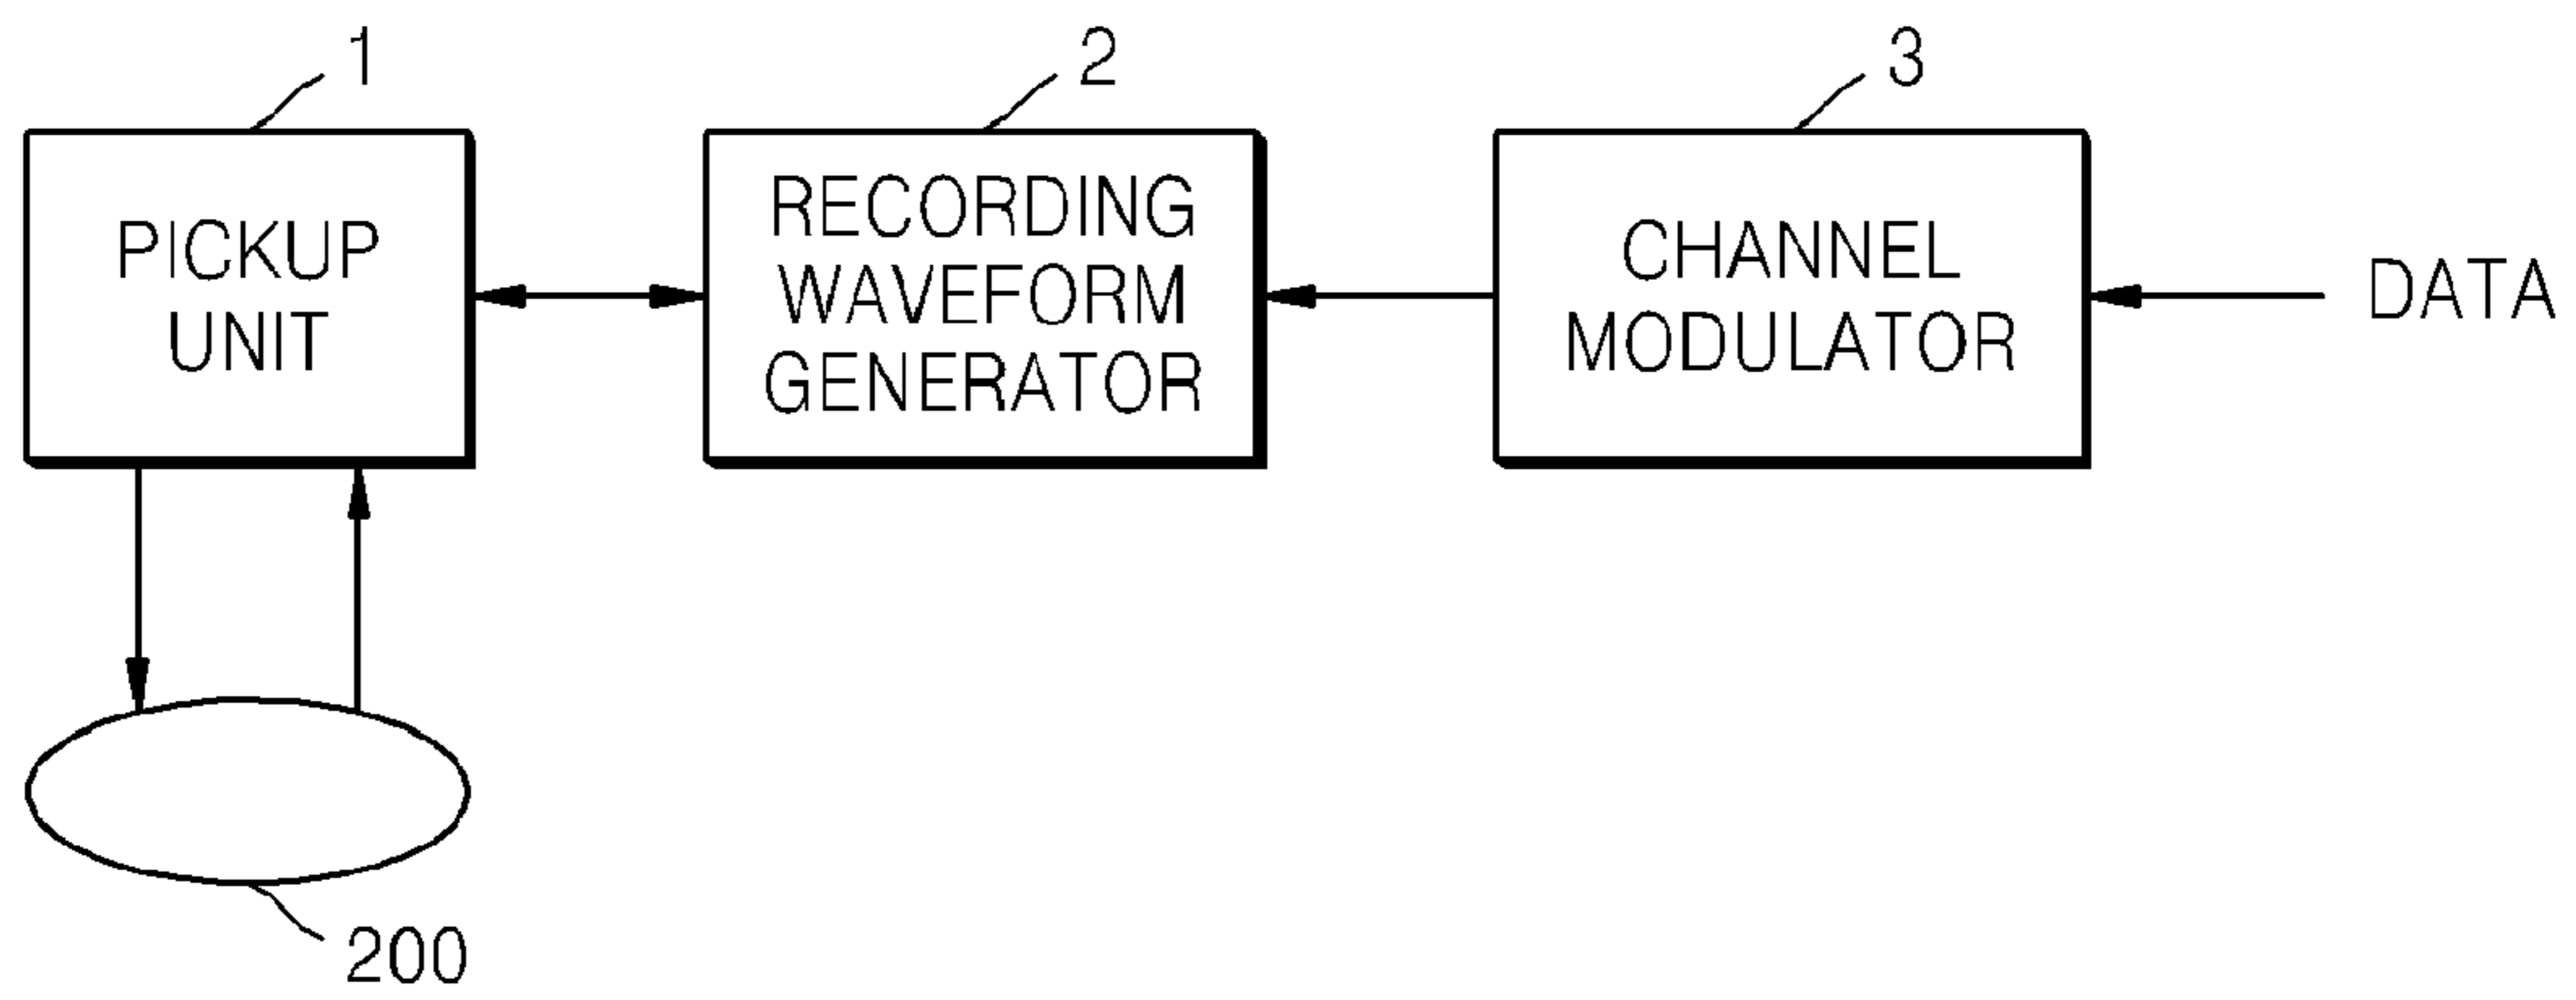 1
2
3
PICKUP
UNIT
RECORDING
WAVEFORM
GENERATOR
CHANNEL
MODULATOR
DATA
200